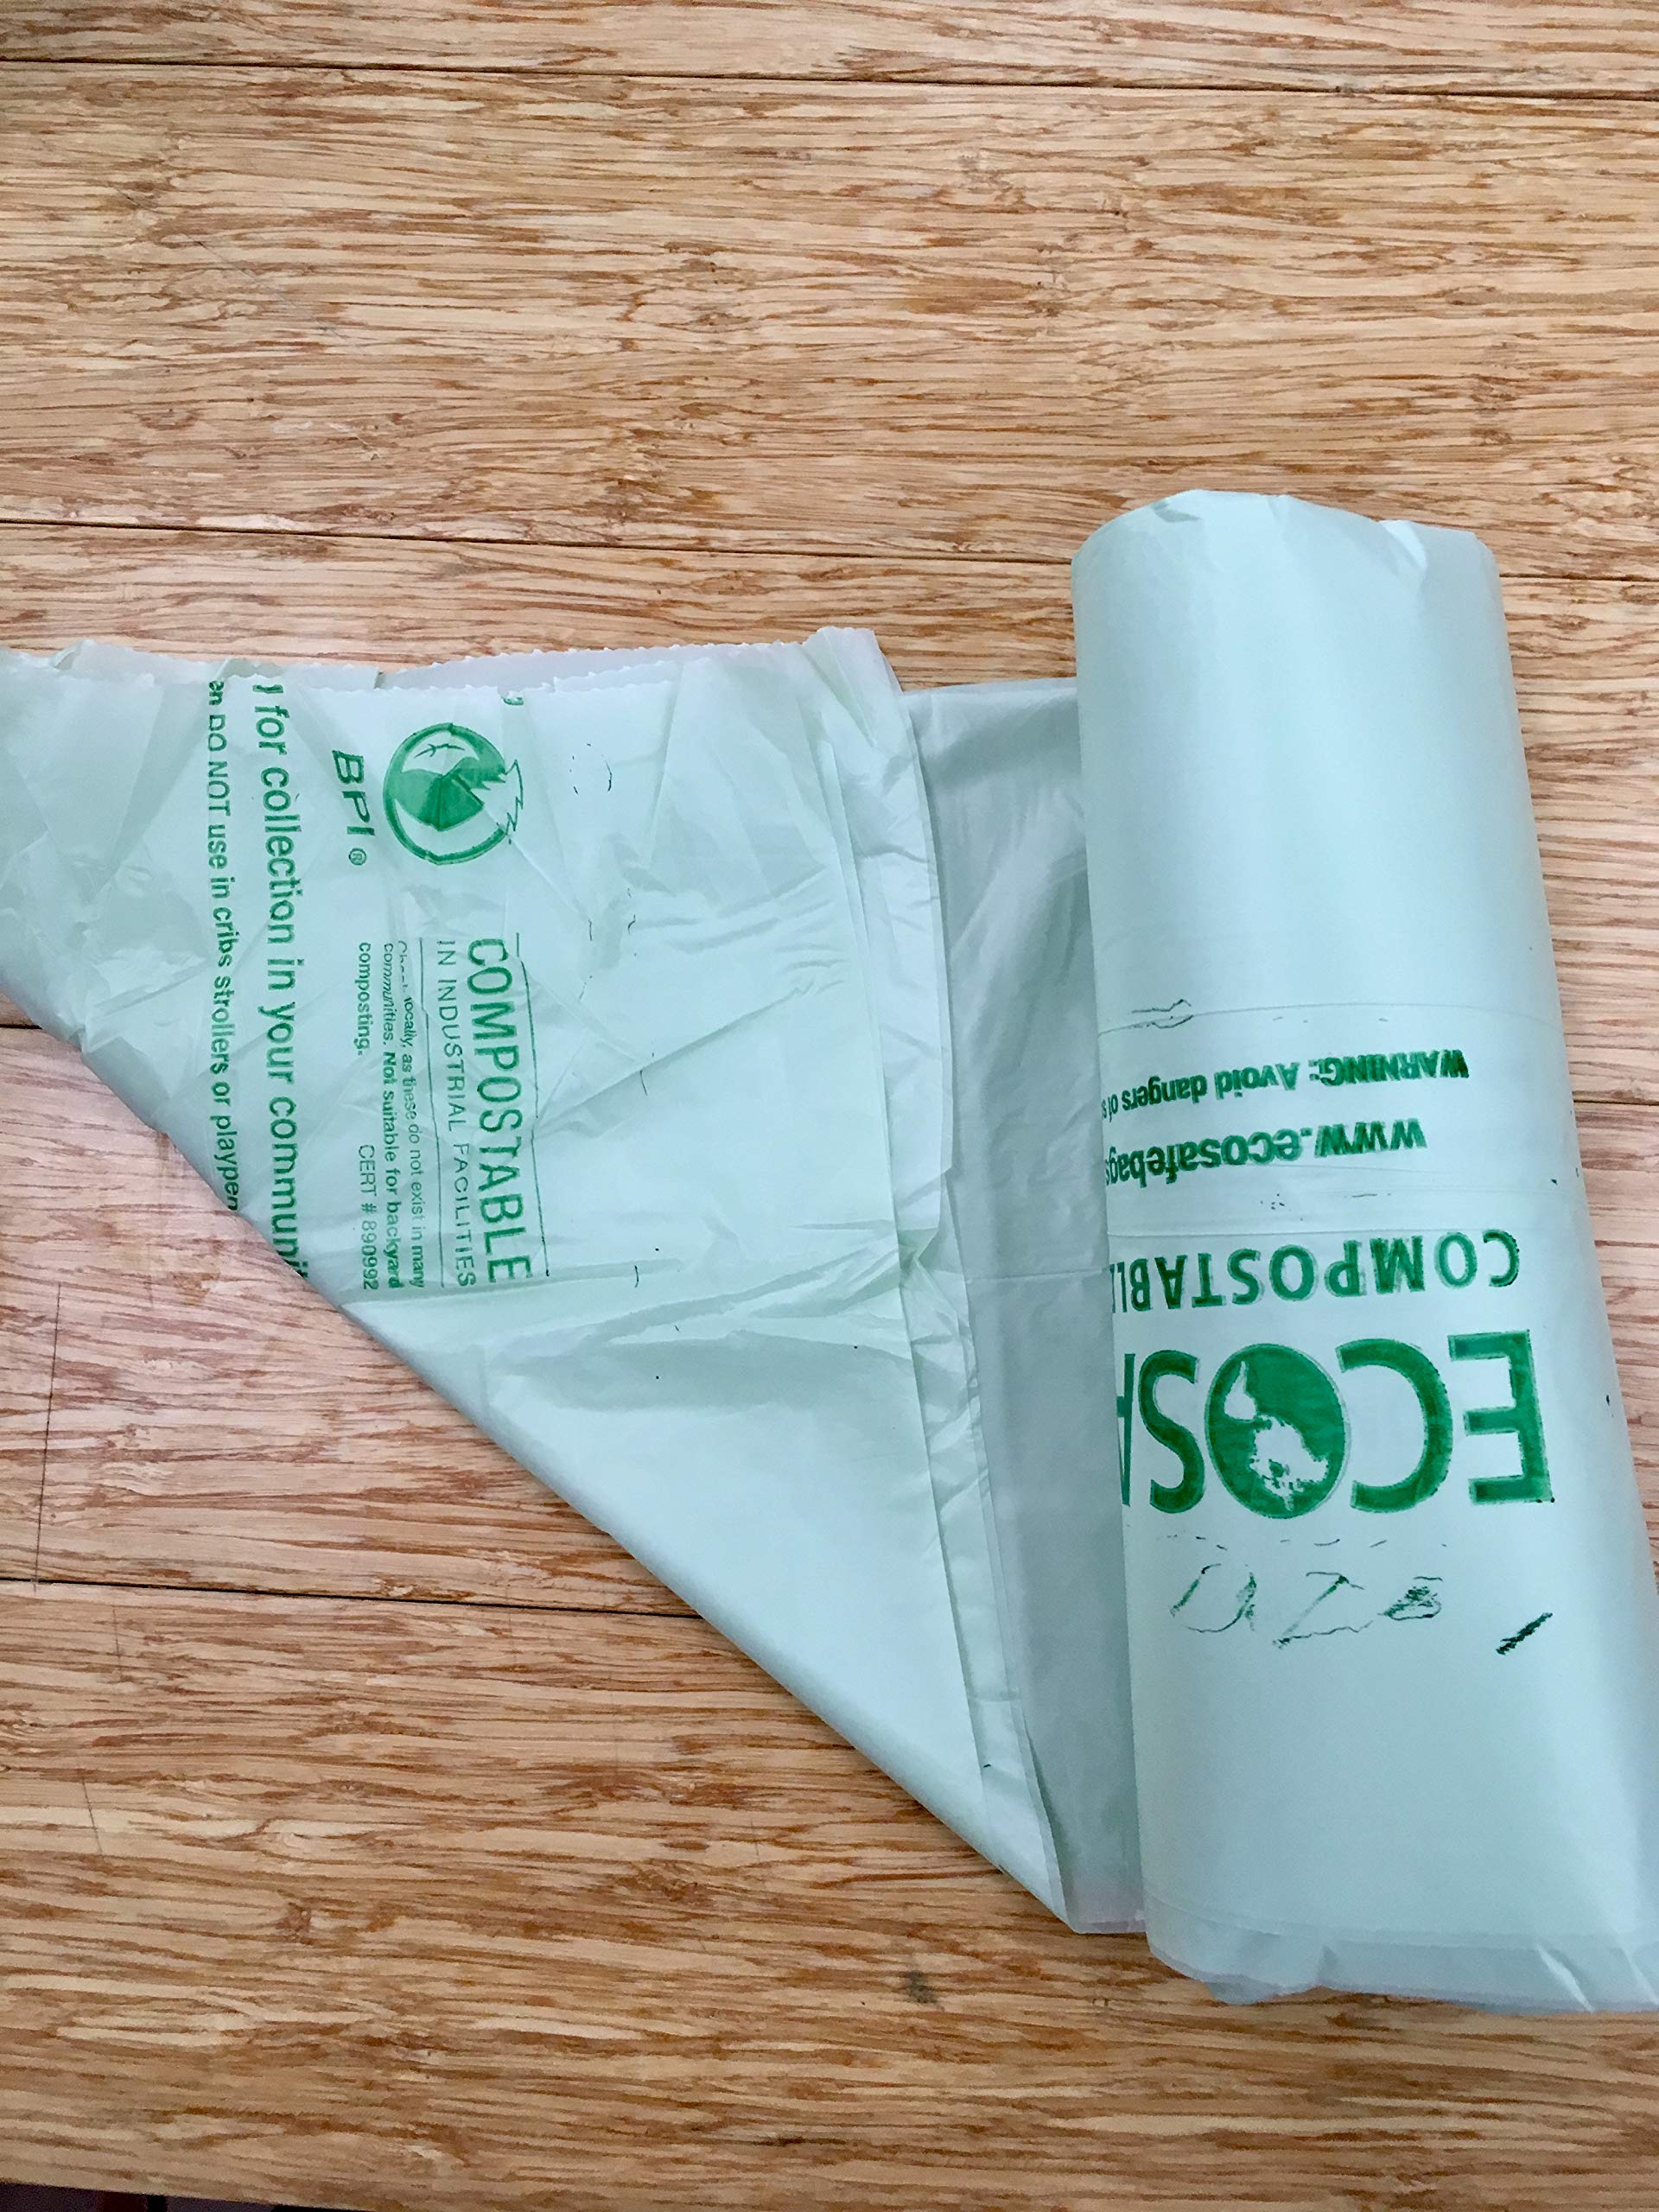 COMPOSTABLE
IN INDUSTRIAL FACILITIES
locally, as these do not exist in many
communities. Not suitable for backyard
composting.
CERT # 890992
BPI ®
for collection in your communi
DO NOT use in cribs strollers or playpen
ECOSA
COMPOSTABL
www.ecosafebags
WARNING: Avoid dangers of s